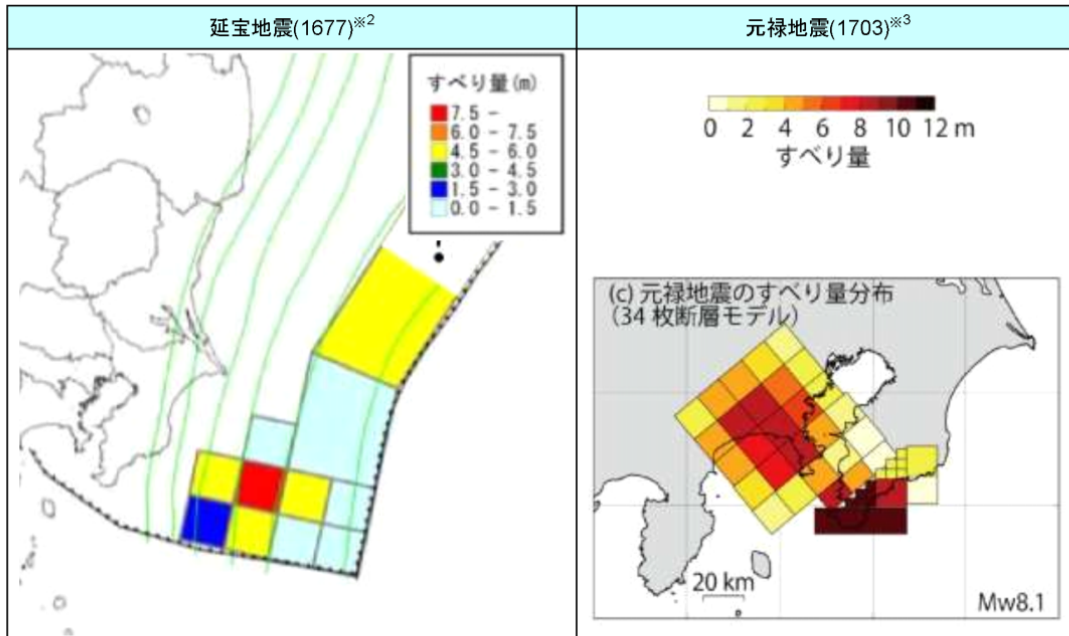 延宝地震(1677)※2
元禄地震(1703)※3
すべり量(m)
7.5 -
6.0 - 7.5
4.5 - 6.0
3.0 - 4.5
1.5 - 3.0
0.0 - 1.5
0 2 4 6 8 10 12 m
すべり量
(c) 元禄地震のすべり量分布
(34 枚断層モデル)
20 km
Mw8.1